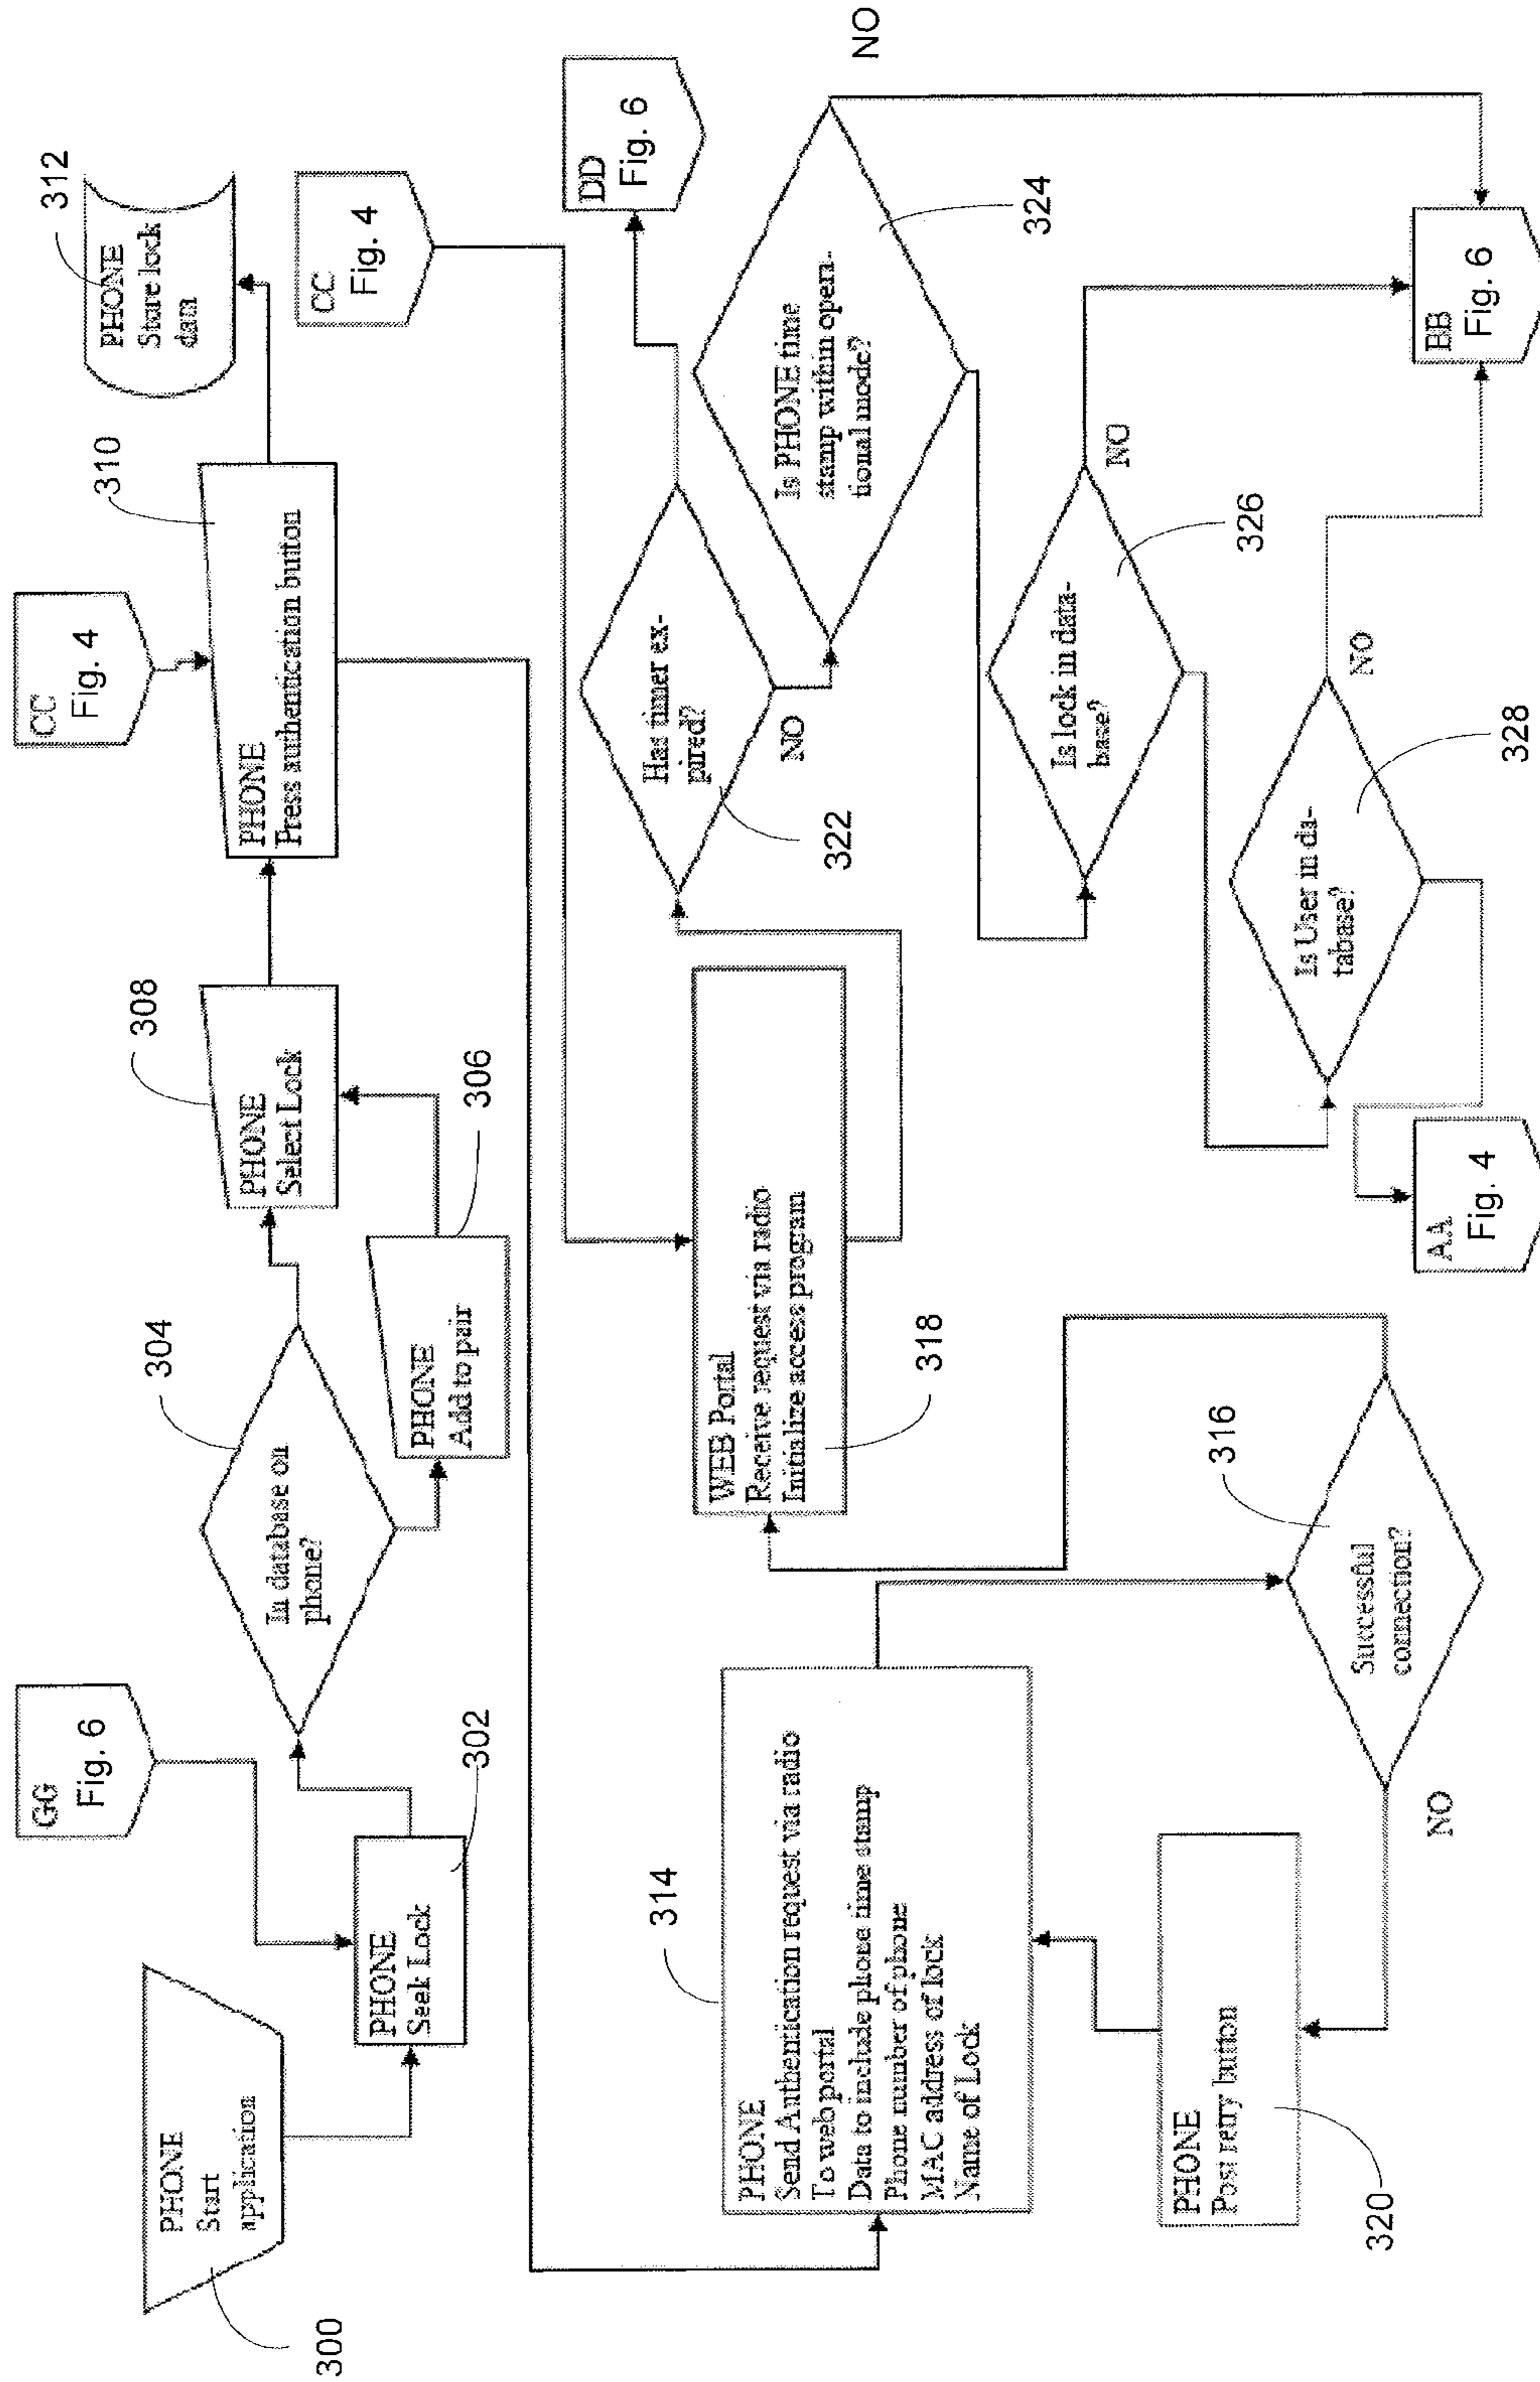 PHONE
Start
application
300
GG
Fig. 6
PHONE
Seek Lock
302
In database on
phone?
304
PHONE
Add to pair
306
PHONE
Select Lock
308
CC
Fig. 4
PHONE
Press authentication button
310
PHONE
Store lock
data
312
CC
Fig. 4
PHONE
Send Authentication request via radio
To web portal
Data to include phone time stamp
Phone number of phone
MAC address of lock
Name of Lock
314
Successful
connection?
316
NO
PHONE
Post retry button
320
WEB Portal
Receive request via radio
Initialize access program
318
Has timer ex-
pired?
322
NO
DD
Fig. 6
Is PHONE time
stamp within opera-
tional mode?
324
NO
Is lock in data-
base?
326
NO
Is User in da-
tabase?
328
NO
AA
Fig. 4
BB
Fig. 6